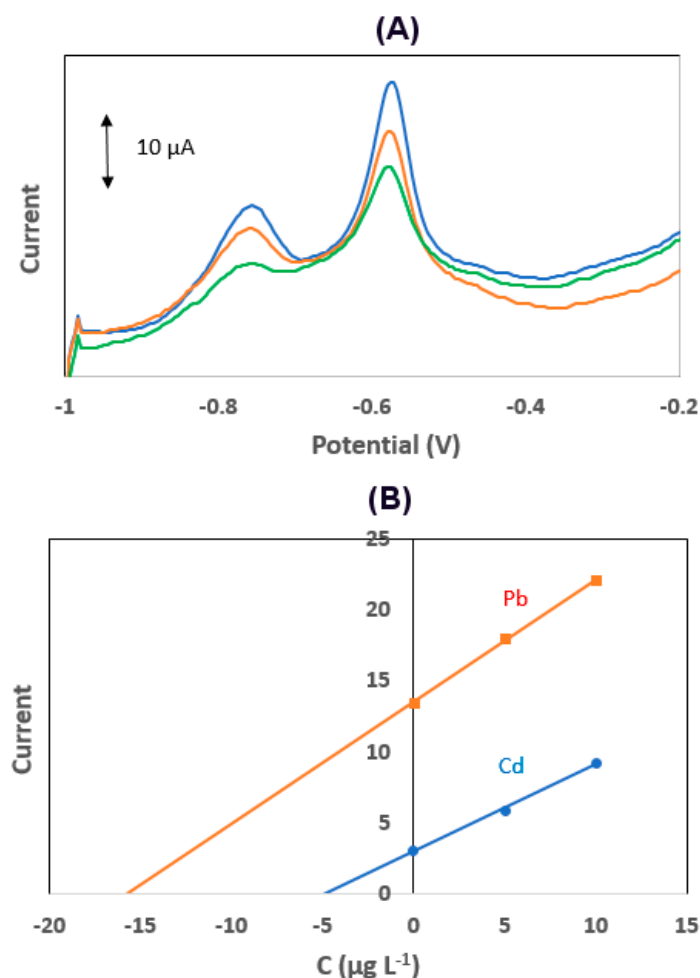 (A)
10 µA
Current
-1
-0.8
-0.6
-0.4
-0.2
Potential (V)
(B)
25
20
15
10
5
0
Pb
Cd
Current
-20
-15
-10
-5
0
5
10
15
C (µg L⁻¹)